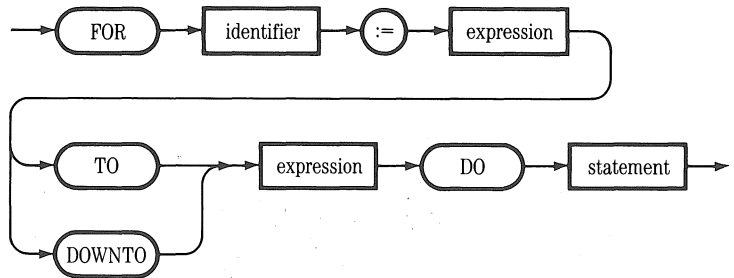 FOR identifier := expression
TO expression DO statement
DOWNTO